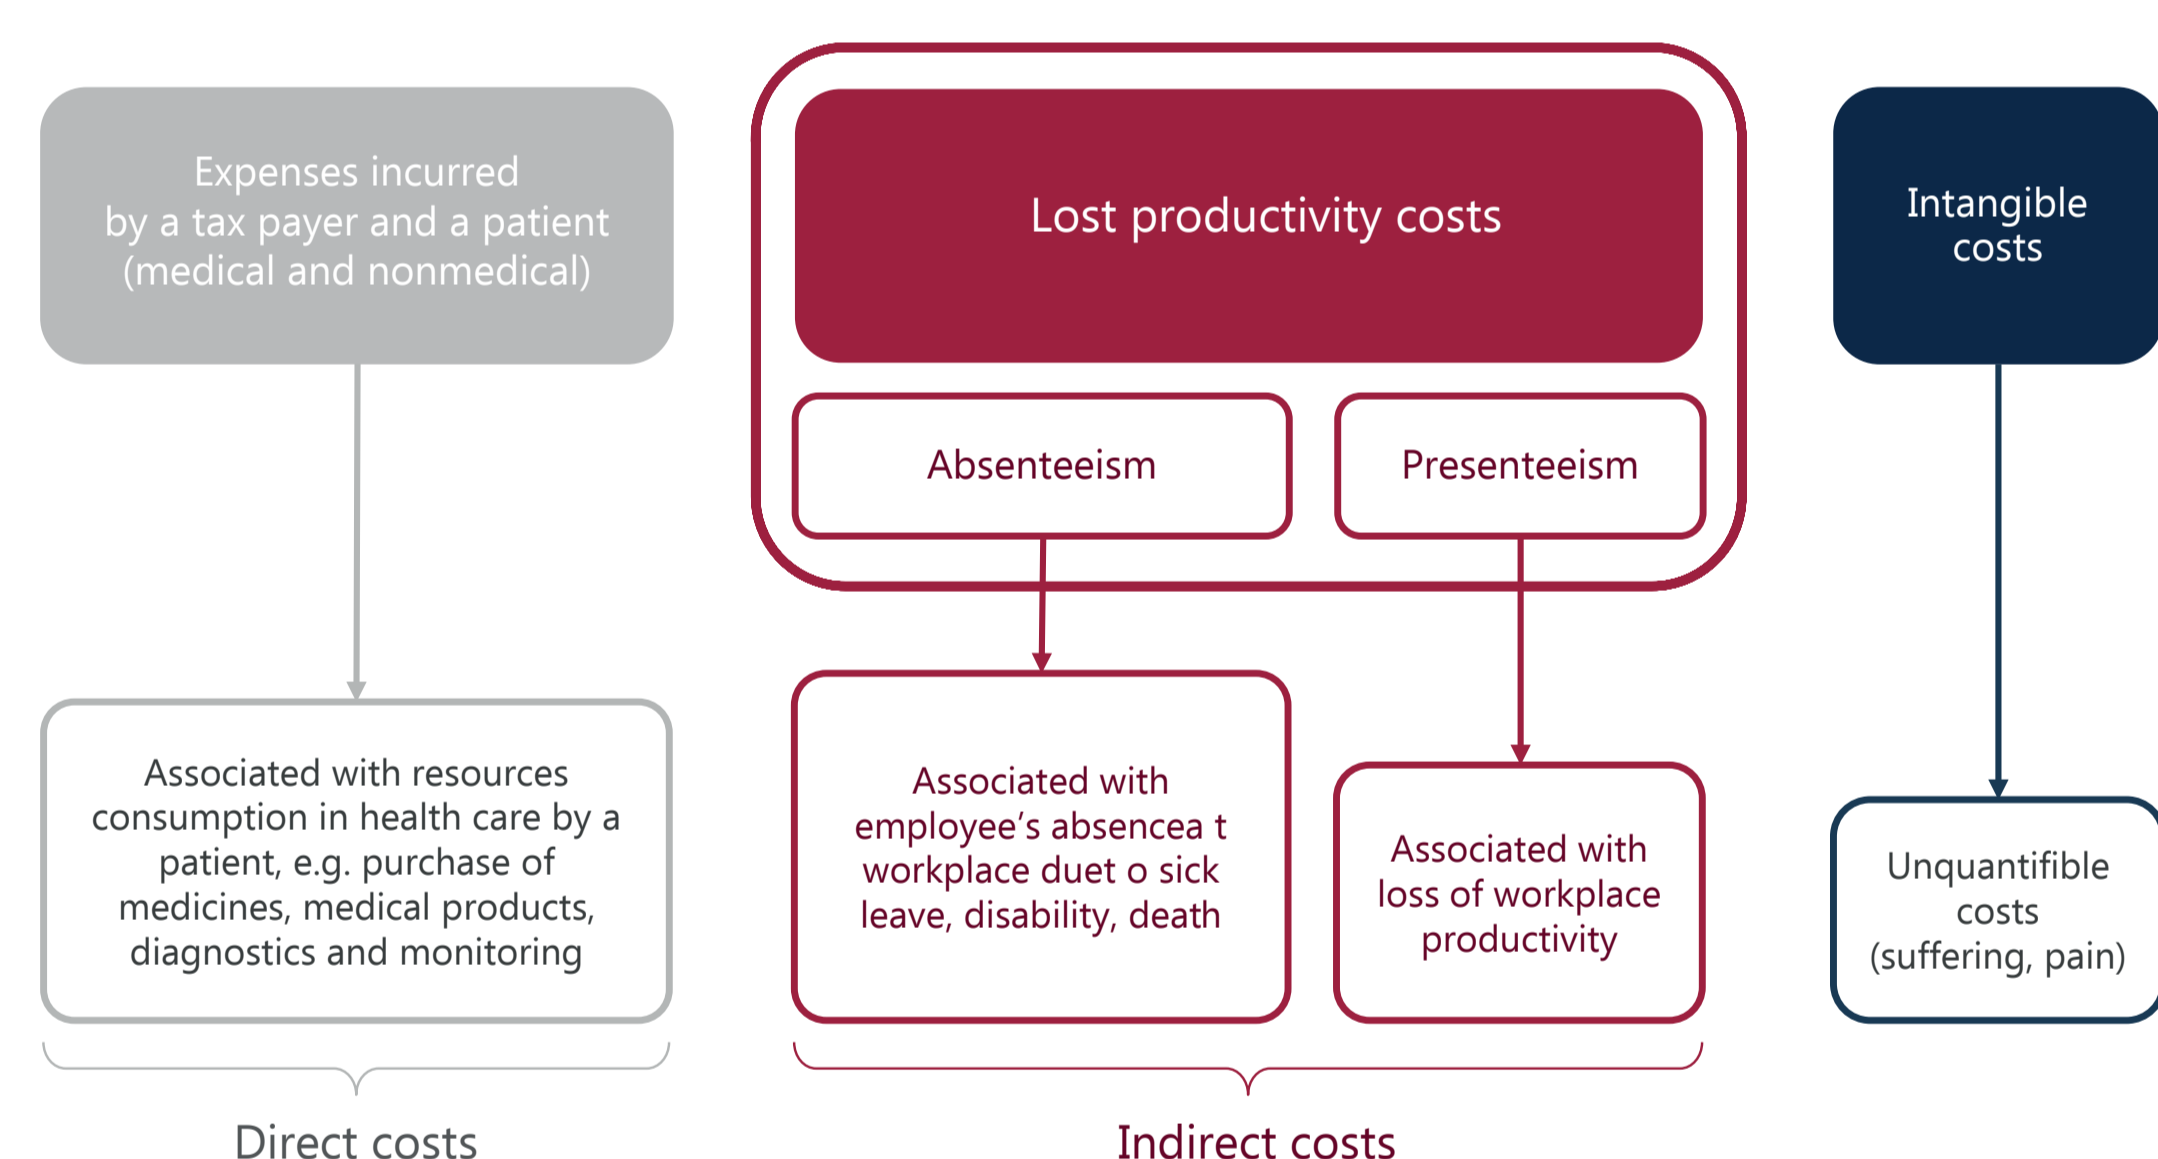 Expenses incurred
by a tax payer and a patient
(medical and nonmedical)
Lost productivity costs
Intangible
costs
Absenteeism
Presenteeism
Associated with resources
consumption in health care by a
patient, e.g. purchase of
medicines, medical products,
diagnostics and monitoring
Associated with
employee’s absencea t
workplace duet o sick
leave, disability, death
Associated with
loss of workplace
productivity
Unquantifible
costs
(suffering, pain)
Direct costs
Indirect costs